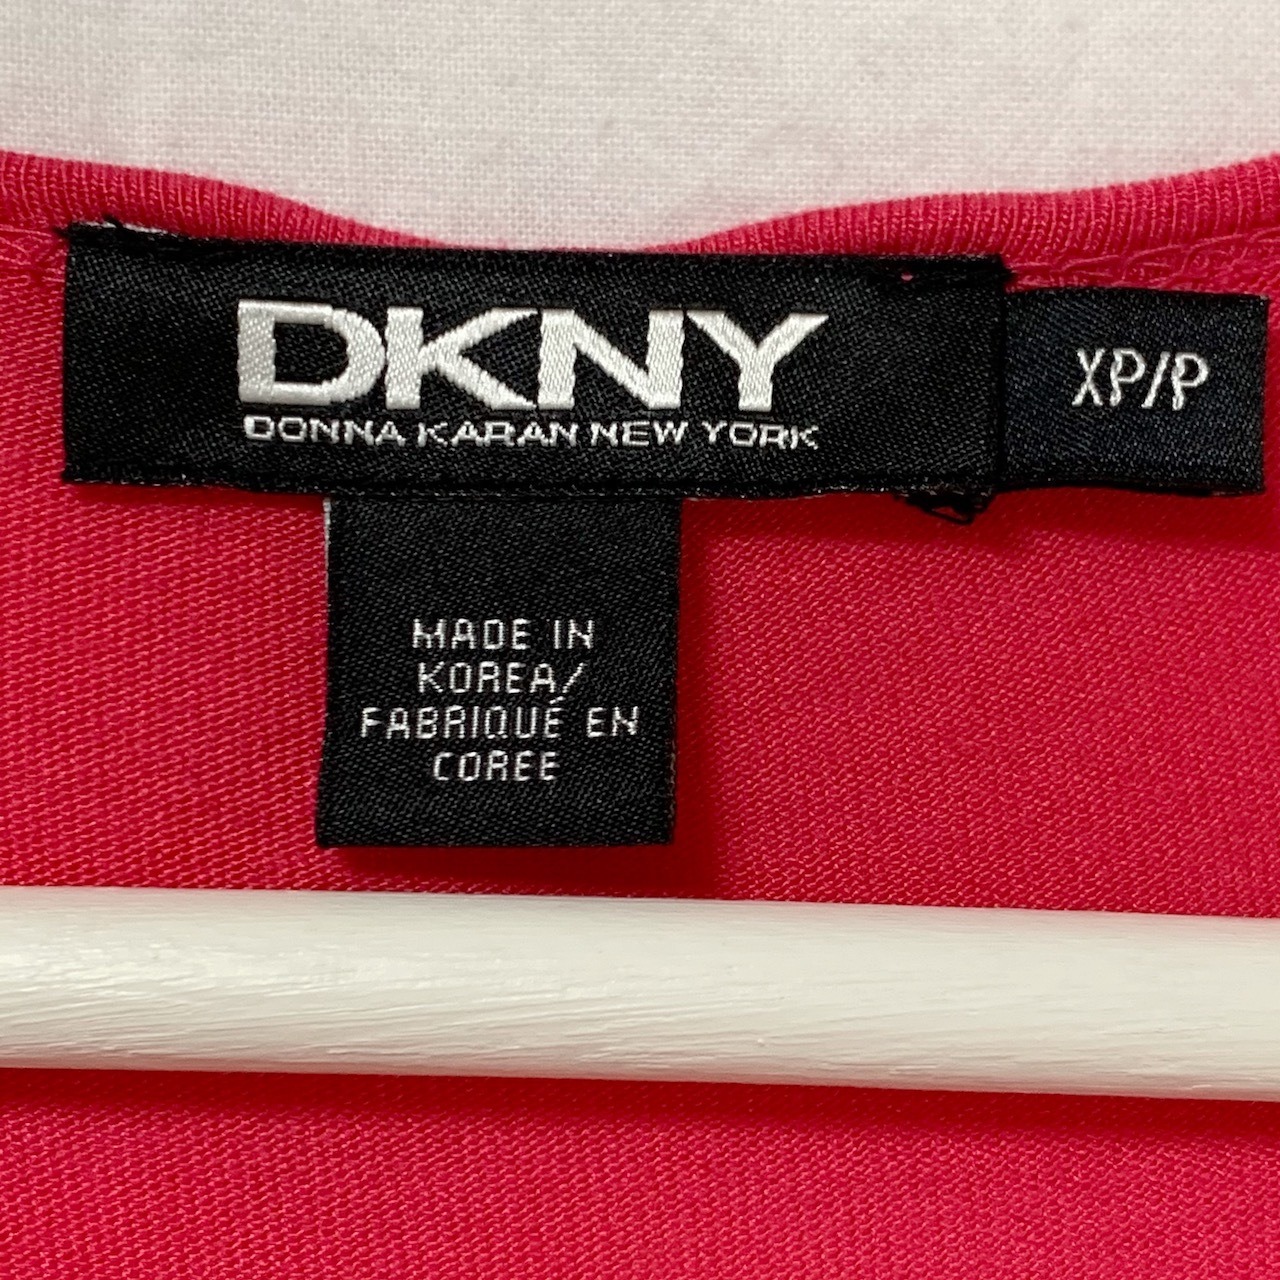 DKNY
DONNA KARAN NEW YORK
XP/P
MADE IN
KOREA/
FABRIQUÉ EN
COREE